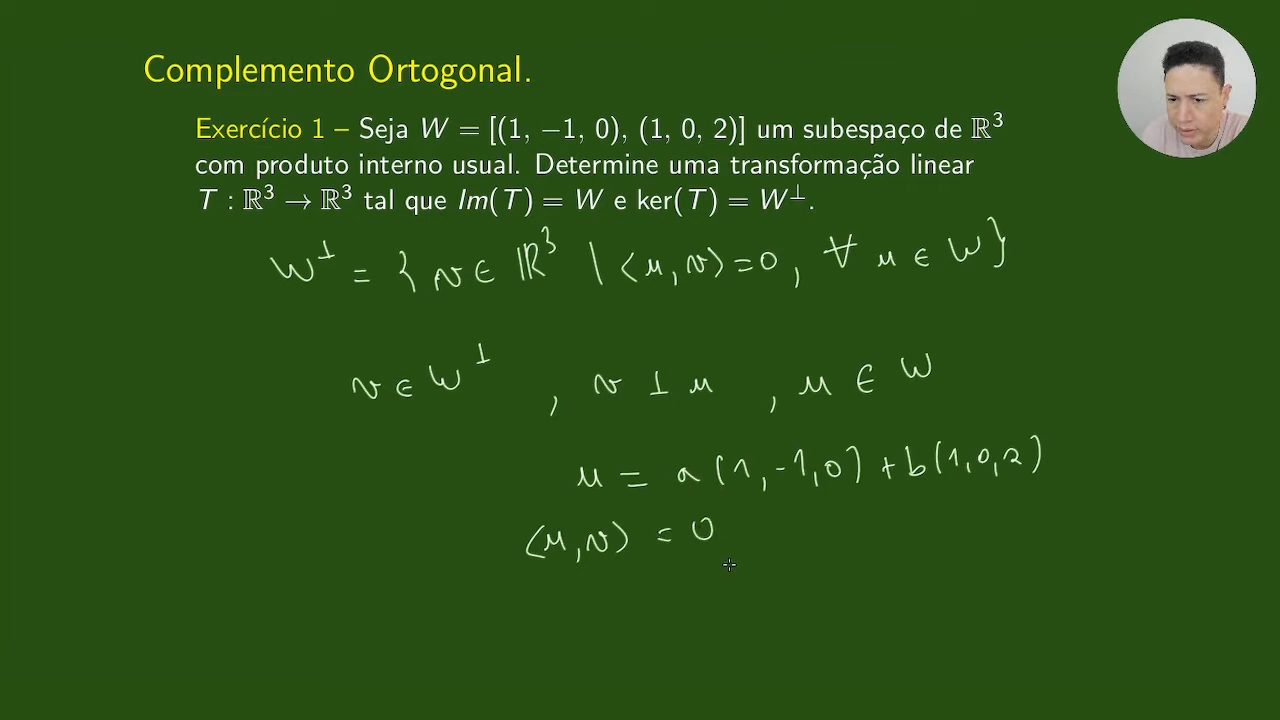 Complemento Ortogonal.
Exercício 1 – Seja W = [(1, −1, 0), (1, 0, 2)] um subespaço de ℝ³
com produto interno usual. Determine uma transformação linear
T : ℝ³ → ℝ³ tal que Im(T) = W e ker(T) = W⊥.
W⊥ = { v ∈ ℝ³ | ⟨u, v⟩ = 0, ∀ u ∈ W }
v ∈ W⊥ , v ⊥ u , u ∈ W
u = a(1, -1, 0) + b(1, 0, 2)
⟨u, v⟩ = 0